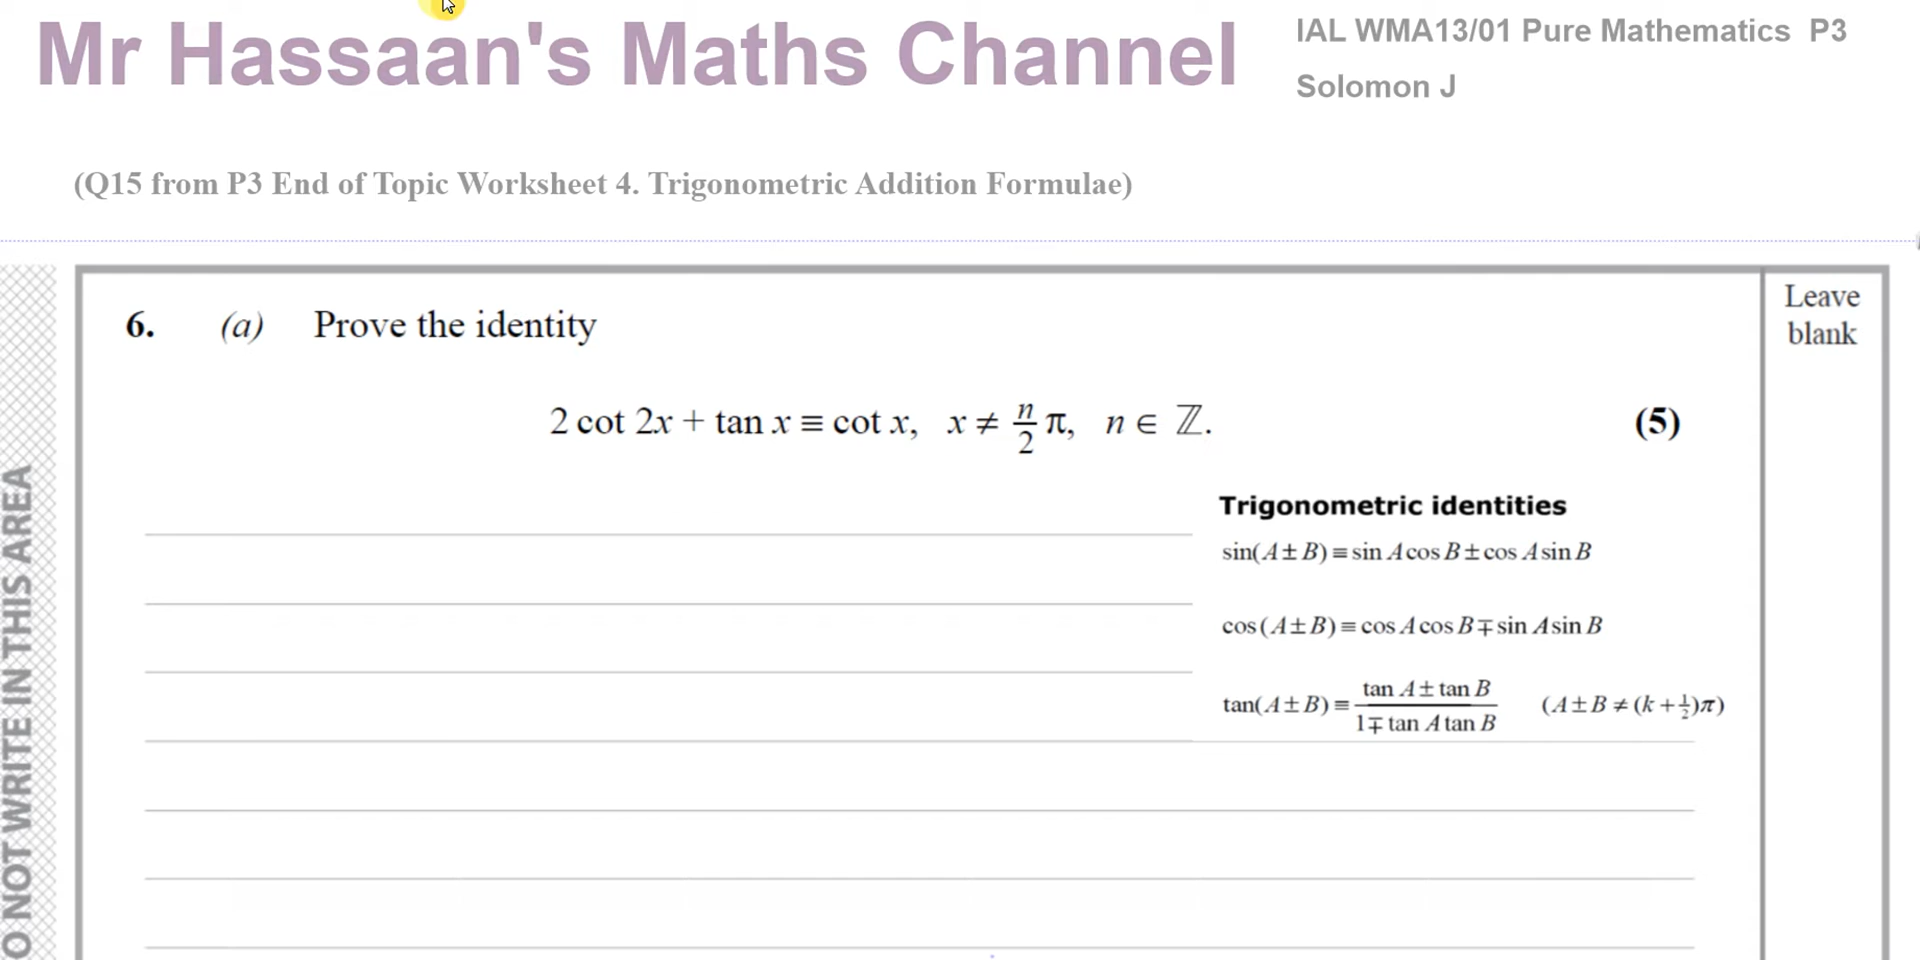 Mr Hassaan's Maths Channel
IAL WMA13/01 Pure Mathematics P3
Solomon J
(Q15 from P3 End of Topic Worksheet 4. Trigonometric Addition Formulae)
Leave
blank
6. (a) Prove the identity
2 cot 2x + tan x ≡ cot x, x ≠ n/2 π, n ∈ ℤ. (5)
Trigonometric identities
sin(A ± B) ≡ sin A cos B ± cos A sin B
cos(A ± B) ≡ cos A cos B ∓ sin A sin B
tan(A ± B) ≡ (tan A ± tan B)/(1 ∓ tan A tan B) (A ± B ≠ (k + ½)π)
O NOT WRITE IN THIS AREA